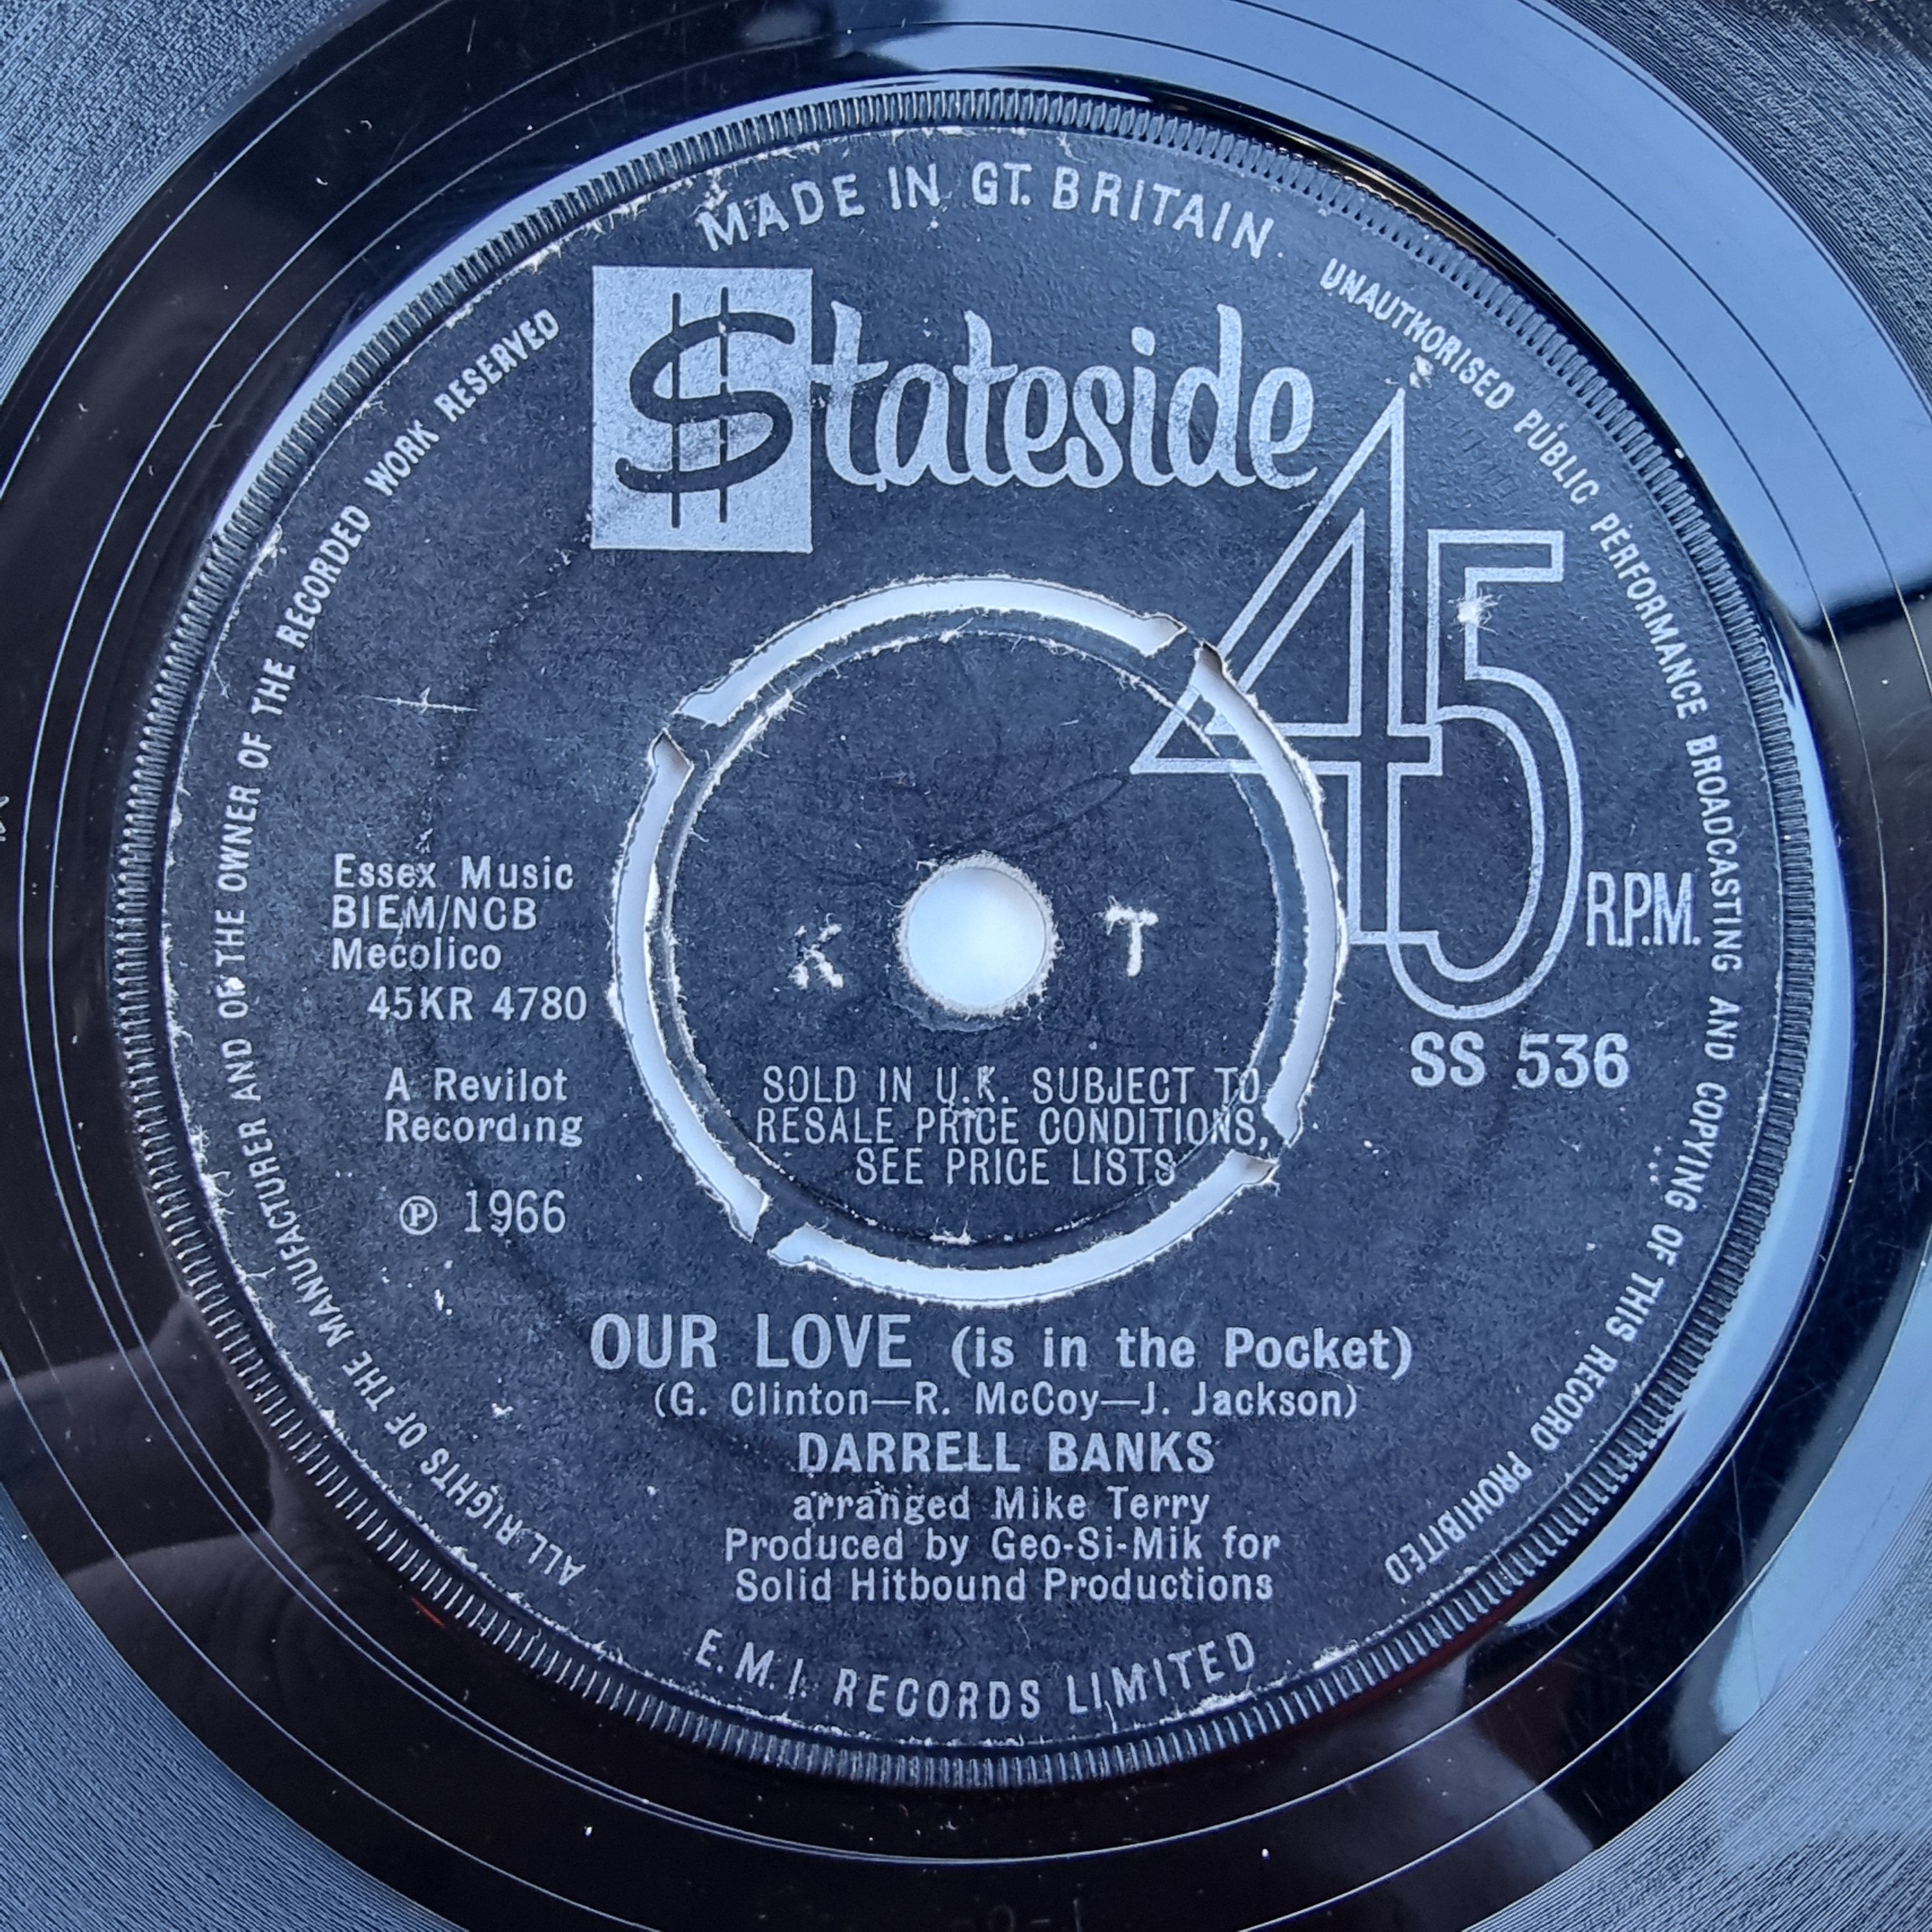 MADE IN GT. BRITAIN
UNAUTHORISED PUBLIC PERFORMANCE BROADCASTING AND COPYING OF THIS RECORD PROHIBITED
ALL RIGHTS OF THE MANUFACTURER AND OF THE OWNER OF THE RECORDED WORK RESERVED
$tateside
45
R.P.M.
Essex Music
BIEM/NCB
Mecolico
45KR 4780
K T
SS 536
A Revilot
Recording
SOLD IN U.K. SUBJECT TO
RESALE PRICE CONDITIONS,
SEE PRICE LISTS
Ⓟ 1966
OUR LOVE (is in the Pocket)
(G. Clinton—R. McCoy—J. Jackson)
DARRELL BANKS
arranged Mike Terry
Produced by Geo-Si-Mik for
Solid Hitbound Productions
E.M.I. RECORDS LIMITED